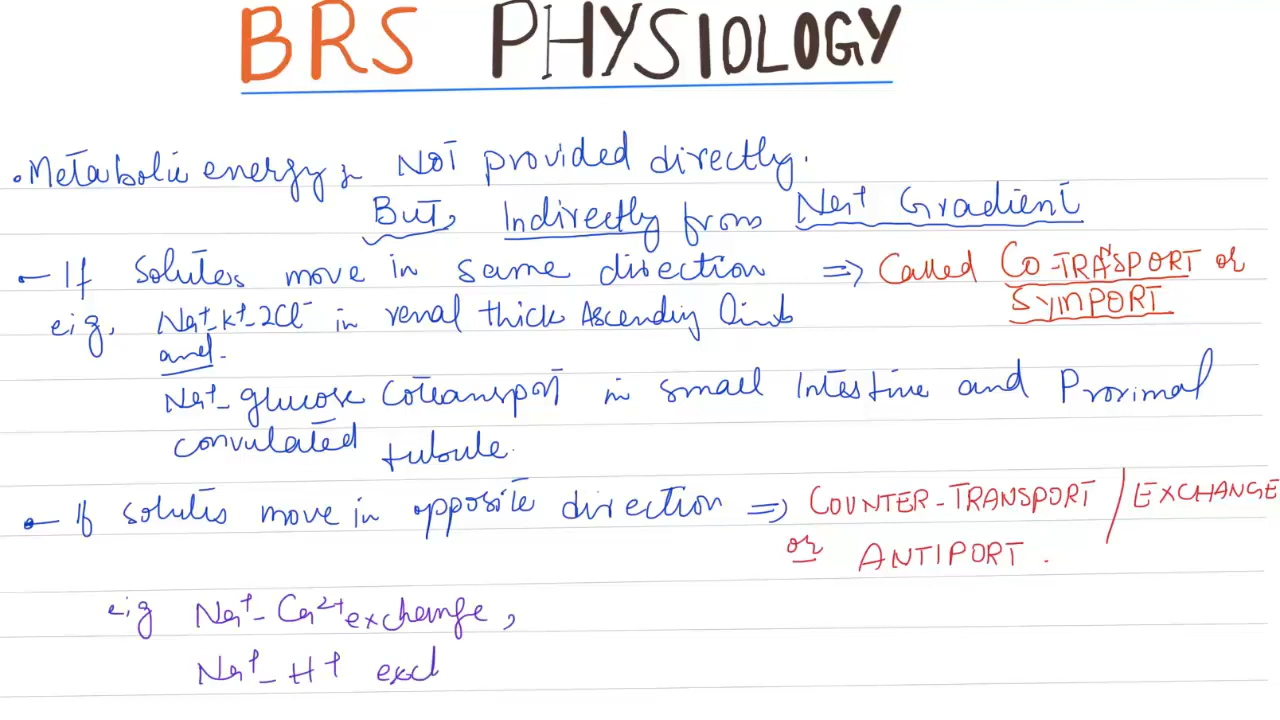 BRS PHYSIOLOGY
• Metabolic energy is NOT provided directly.
But, Indirectly from Na+ Gradient
- If solutes move in same direction => Called CO-TRANSPORT or
SYMPORT
e.g, Na+-K+-2Cl- in renal thick Ascending limb
and
Na+-glucose Cotransport in small Intestine and Proximal
convulated tubule.
- If solutes move in opposite direction => COUNTER-TRANSPORT / EXCHANGE
or ANTIPORT.
e.g Na+-Ca2+ exchange,
Na+-H+ excl